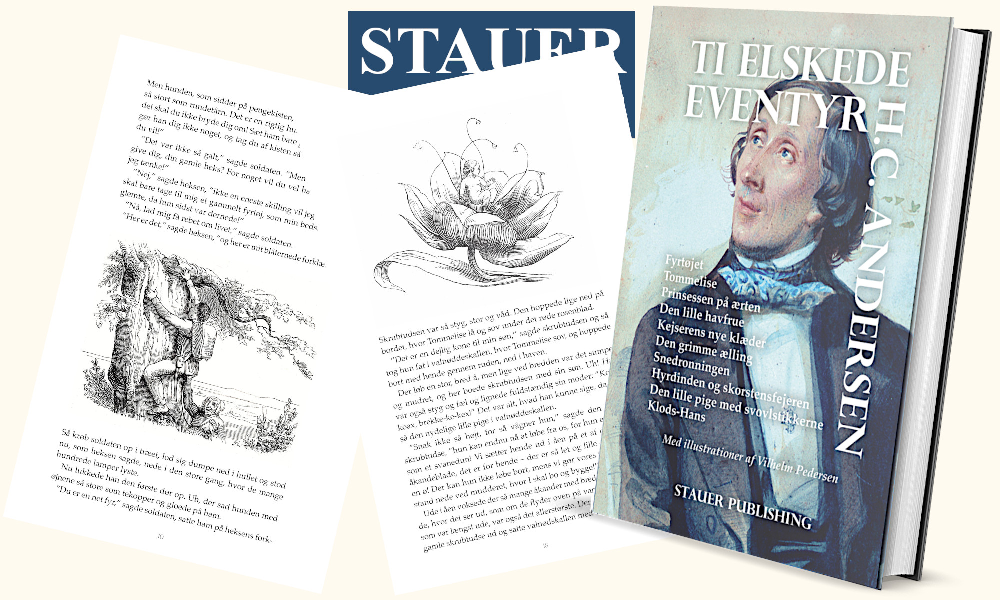 STAUER
Men hunden, som sidder på pengekisten,
så stort som rundetårn. Det er en rigtig
det skal du ikke bryde dig om! Sæt ham bare
gør han dig ikke noget, og tag du af kisten så
du vil!”
”Det var ikke så galt,” sagde soldaten. ”Men
give dig, din gamle heks? For noget vil du vel ha
jeg tænke!”
”Nej,” sagde heksen, ”ikke en eneste skilling vil jeg
skal bare tage til mig et gammelt fyrtøj, som min beds
glemte, da hun sidst var dernede!”
”Nå, lad mig få rebet om livet,” sagde soldaten.
”Her er det,” sagde heksen, ”og her er mit blåternede forklæ
Så krøb soldaten op i træet, lod sig dumpe ned i hullet og stod
nu, som heksen sagde, nede i den store gang, hvor de mange
hundrede lamper lyste.
Nu lukkede han den første dør op. Uh, der sad hunden med
øjnene så store som tekopper og gloede på ham.
”Du er en net fyr,” sagde soldaten, satte ham på heksens fork-
10
Skrubtudsen var så styg, stor og våd. Den hoppede lige ned på
bordet, hvor Tommelise lå og sov under det røde rosenblad.
”Det er en dejlig kone til min søn,” sagde skrubtudsen og så
tog hun fat i valnøddeskallen, hvor Tommelise sov, og hoppede
bort med hende gennem ruden, ned i haven.
Der løb en stor, bred å, men lige ved bredden var det sumpe
og mudret, og her boede skrubtudsen med sin søn. Uh! Ha
var også styg og fæl og lignede fuldstændig sin moder: ”Ko
koax, brekke-ke-kex!” Det var alt, hvad han kunne sige, da
så den nydelige lille pige i valnøddeskallen.
”Snak ikke så højt, for så vågner hun,” sagde den
skrubtudse, ”hun kan endnu nå at løbe fra os, for hun e
som et svanedun! Vi sætter hende ud i åen på et af
åkandeblade, det er for hende – der er så let og lille
en ø! Der kan hun ikke løbe bort, mens vi gør vores
stand nede ved mudderet, hvor I skal bo og bygge!”
Ude i åen voksede der så mange åkander med bred
de, hvor det ser ud, som om de flyder oven på van
som var længst ude, var også det allerstørste. Der
gamle skrubtudse ud og satte valnødskallen med
18
TI ELSKEDE
EVENTYR
H.C. ANDERSEN
Fyrtøjet
Tommelise
Prinsessen på ærten
Den lille havfrue
Kejserens nye klæder
Den grimme ælling
Snedronningen
Hyrdinden og skorstensfejeren
Den lille pige med svovlstikkerne
Klods-Hans
Med illustrationer af Vilhelm Pedersen
STAUER PUBLISHING